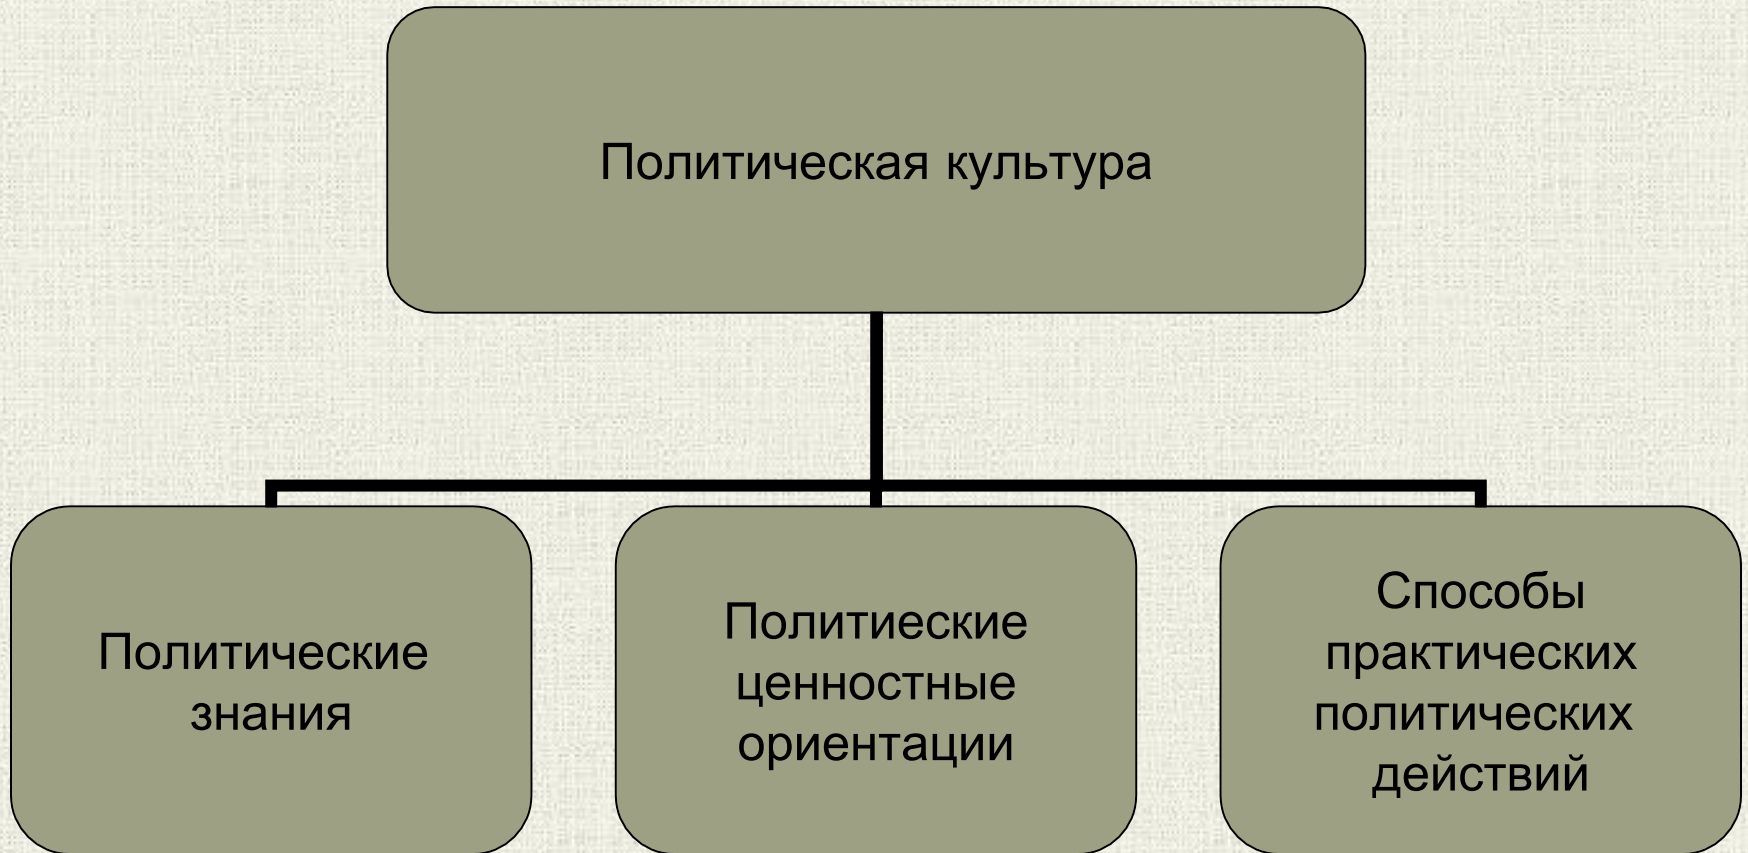 Политическая культура
Политические
знания
Политиеские
ценностные
ориентации
Способы
практических
политических
действий